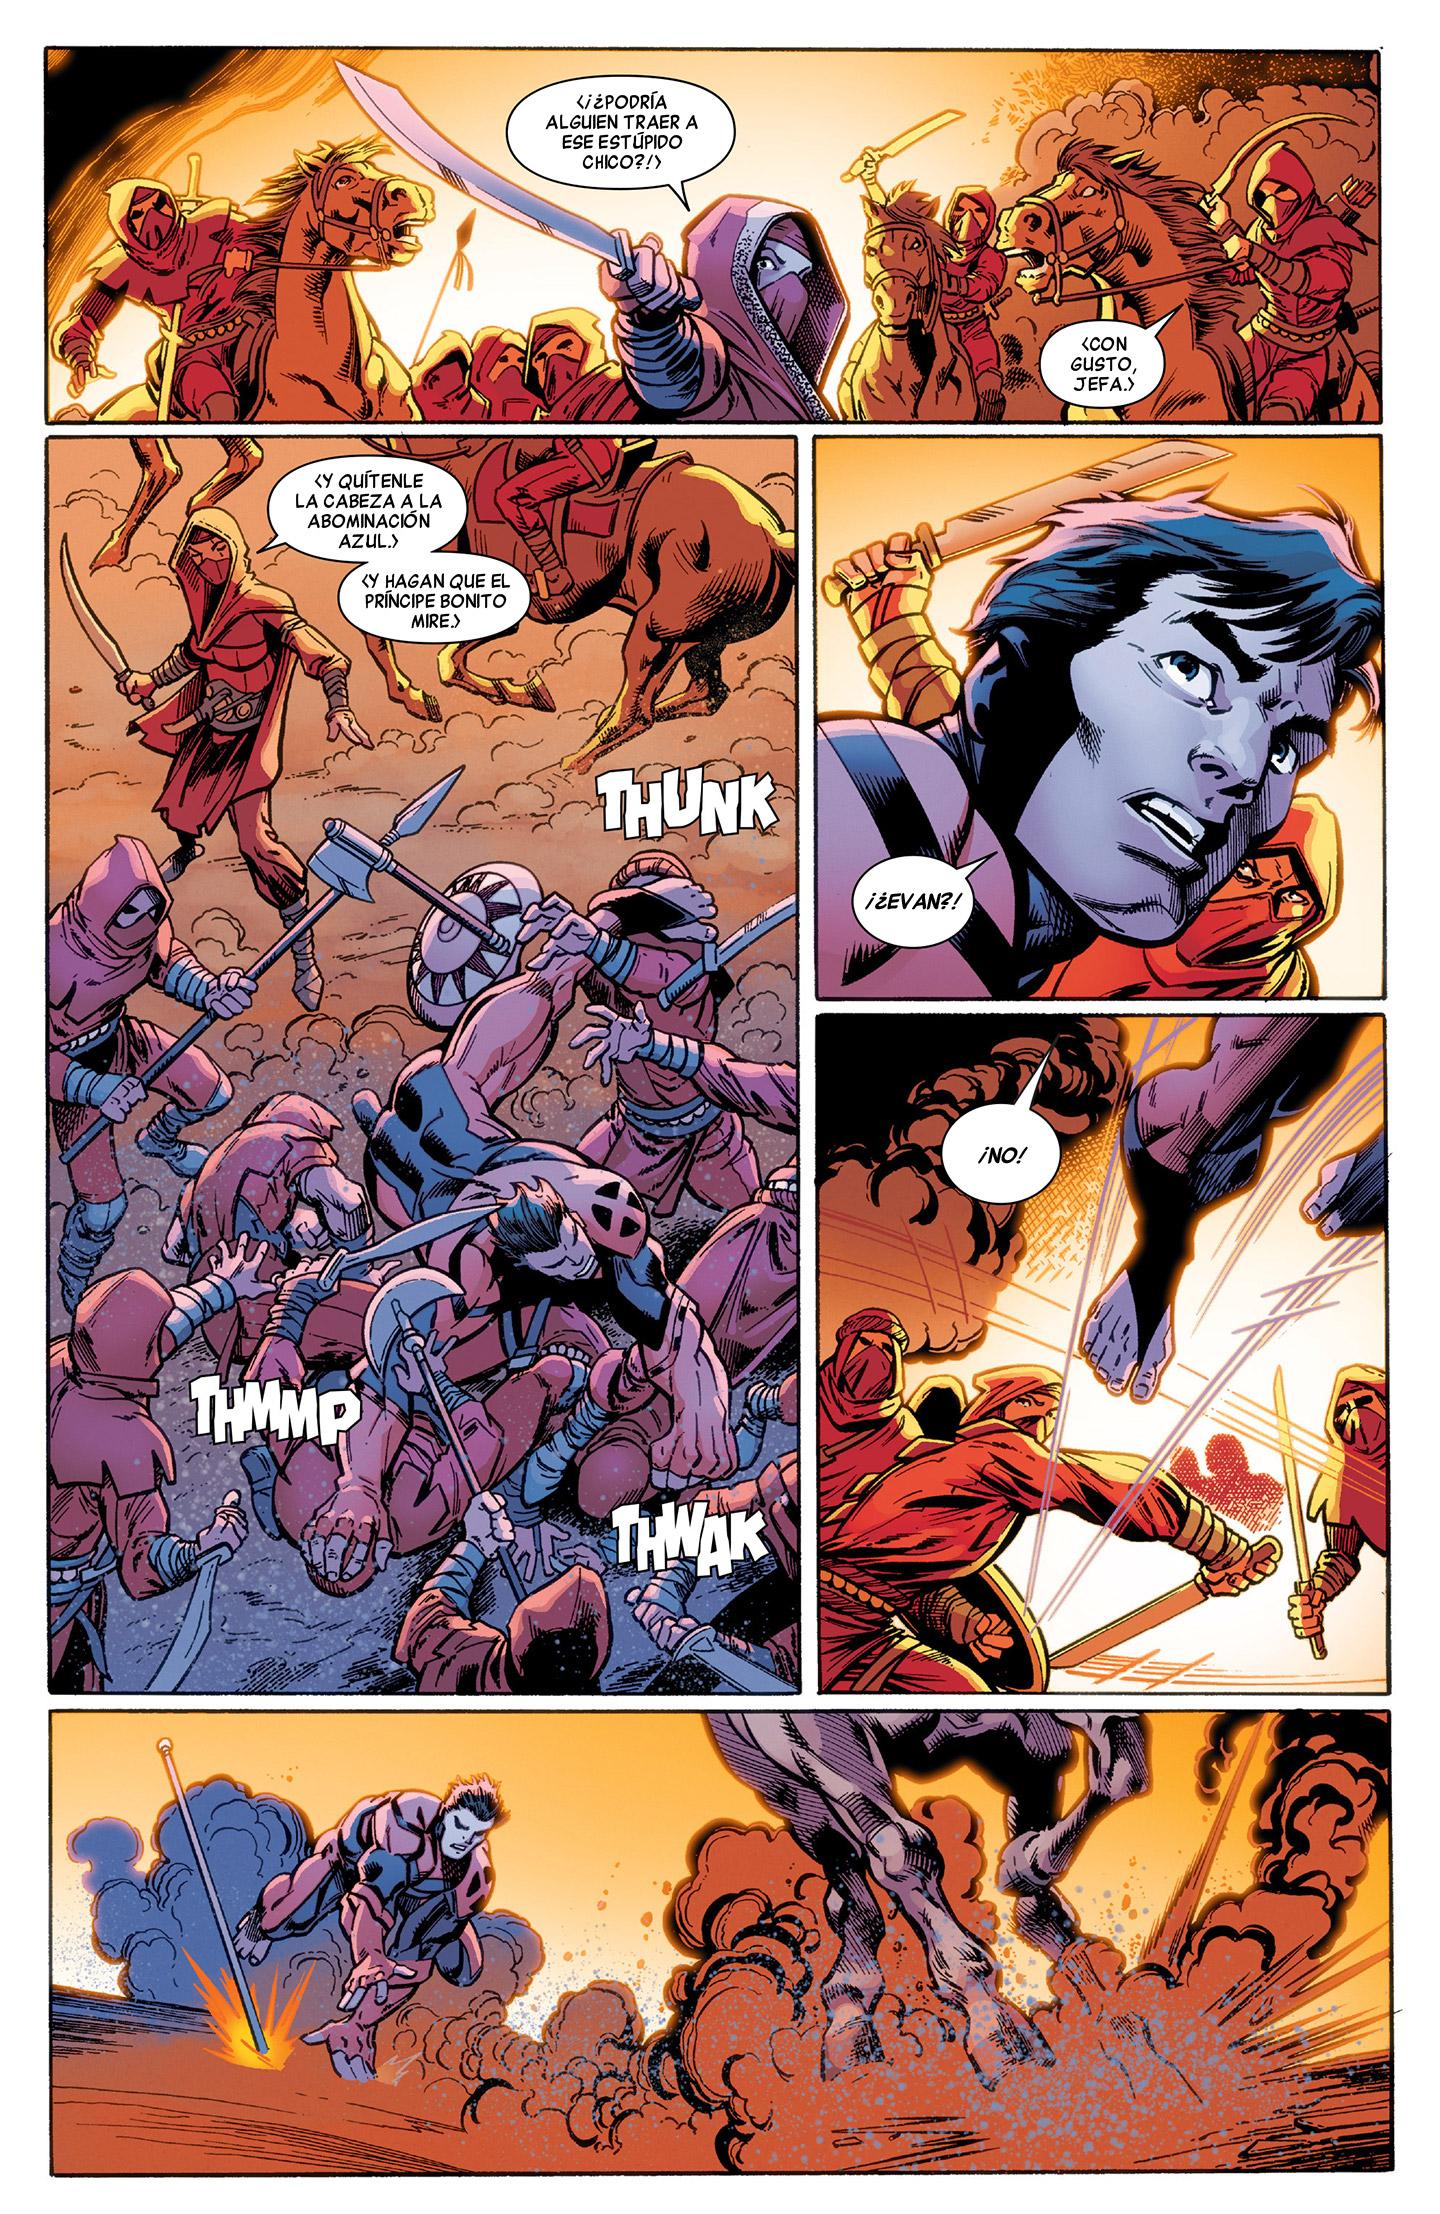 <¡¿PODRÍA
ALGUIEN TRAER A
ESE ESTÚPIDO
CHICO?!>
<CON
GUSTO,
JEFA.>
<Y QUÍTENLE
LA CABEZA A LA
ABOMINACIÓN
AZUL.>
<Y HAGAN QUE EL
PRÍNCIPE BONITO
MIRE.>
THUNK
THMMP
THWAK
¡¿EVAN?!
¡NO!